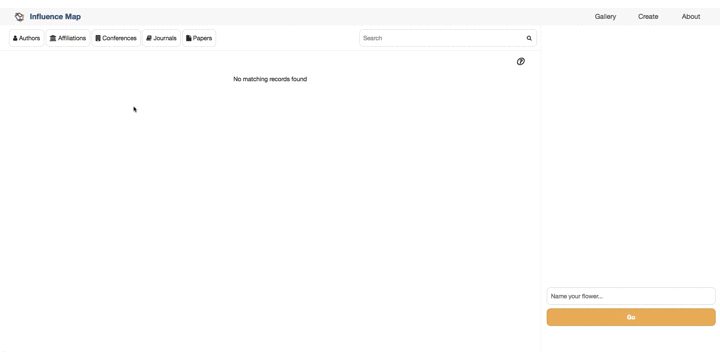 Influence Map
Gallery
Create
About
Authors
Affiliations
Conferences
Journals
Papers
Search
No matching records found
Name your flower...
Go